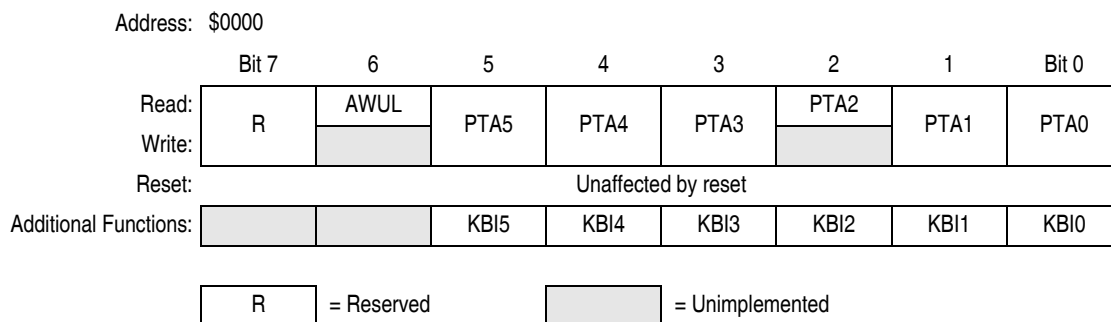 Address: $0000
Bit 7 6 5 4 3 2 1 Bit 0
Read: AWUL PTA2
R PTA5 PTA4 PTA3 PTA1 PTA0
Write:
Reset: Unaffected by reset
Additional Functions: KBI5 KBI4 KBI3 KBI2 KBI1 KBI0
R = Reserved = Unimplemented